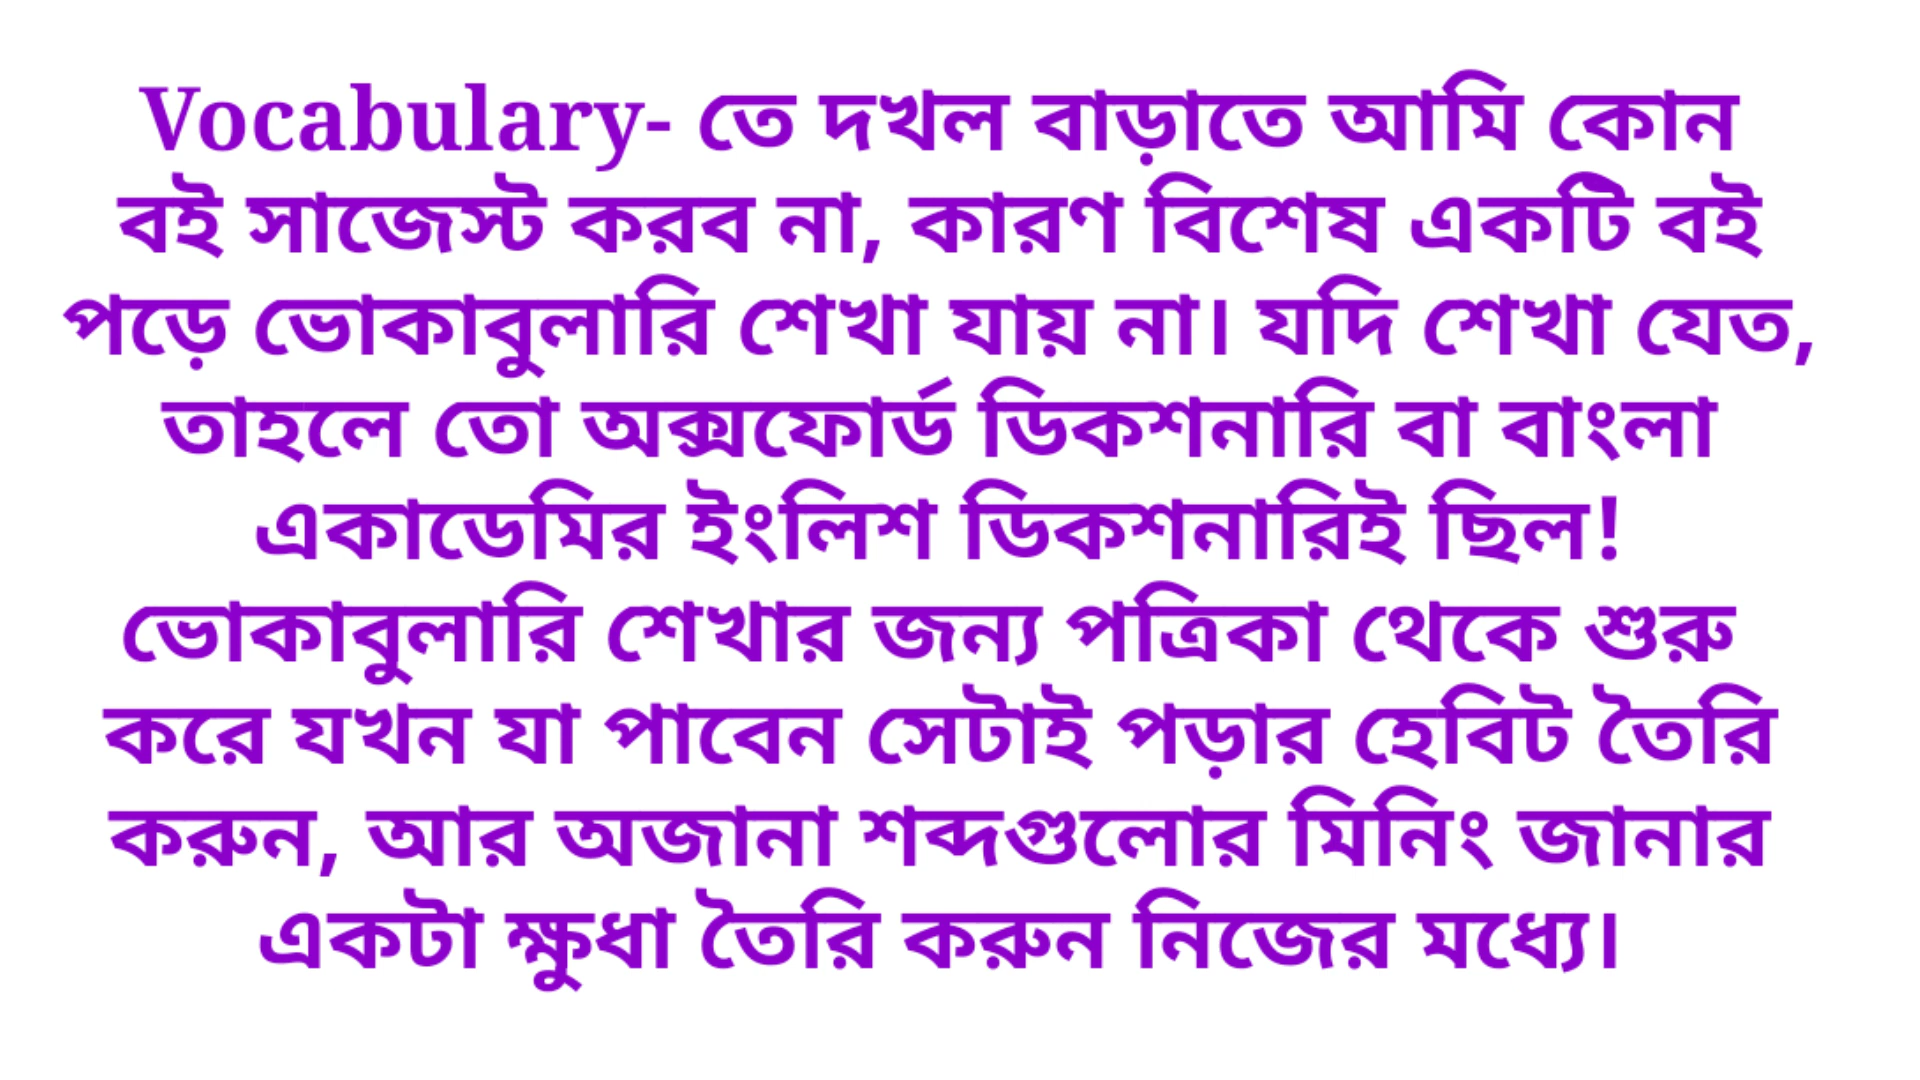 Vocabulary- তে দখল বাড়াতে আমি কোন
বই সাজেস্ট করব না, কারণ বিশেষ একটি বই
পড়ে ভোকাবুলারি শেখা যায় না। যদি শেখা যেত,
তাহলে তো অক্সফোর্ড ডিকশনারি বা বাংলা
একাডেমির ইংলিশ ডিকশনারিই ছিল!
ভোকাবুলারি শেখার জন্য পত্রিকা থেকে শুরু
করে যখন যা পাবেন সেটাই পড়ার হেবিট তৈরি
করুন, আর অজানা শব্দগুলোর মিনিং জানার
একটা ক্ষুধা তৈরি করুন নিজের মধ্যে।